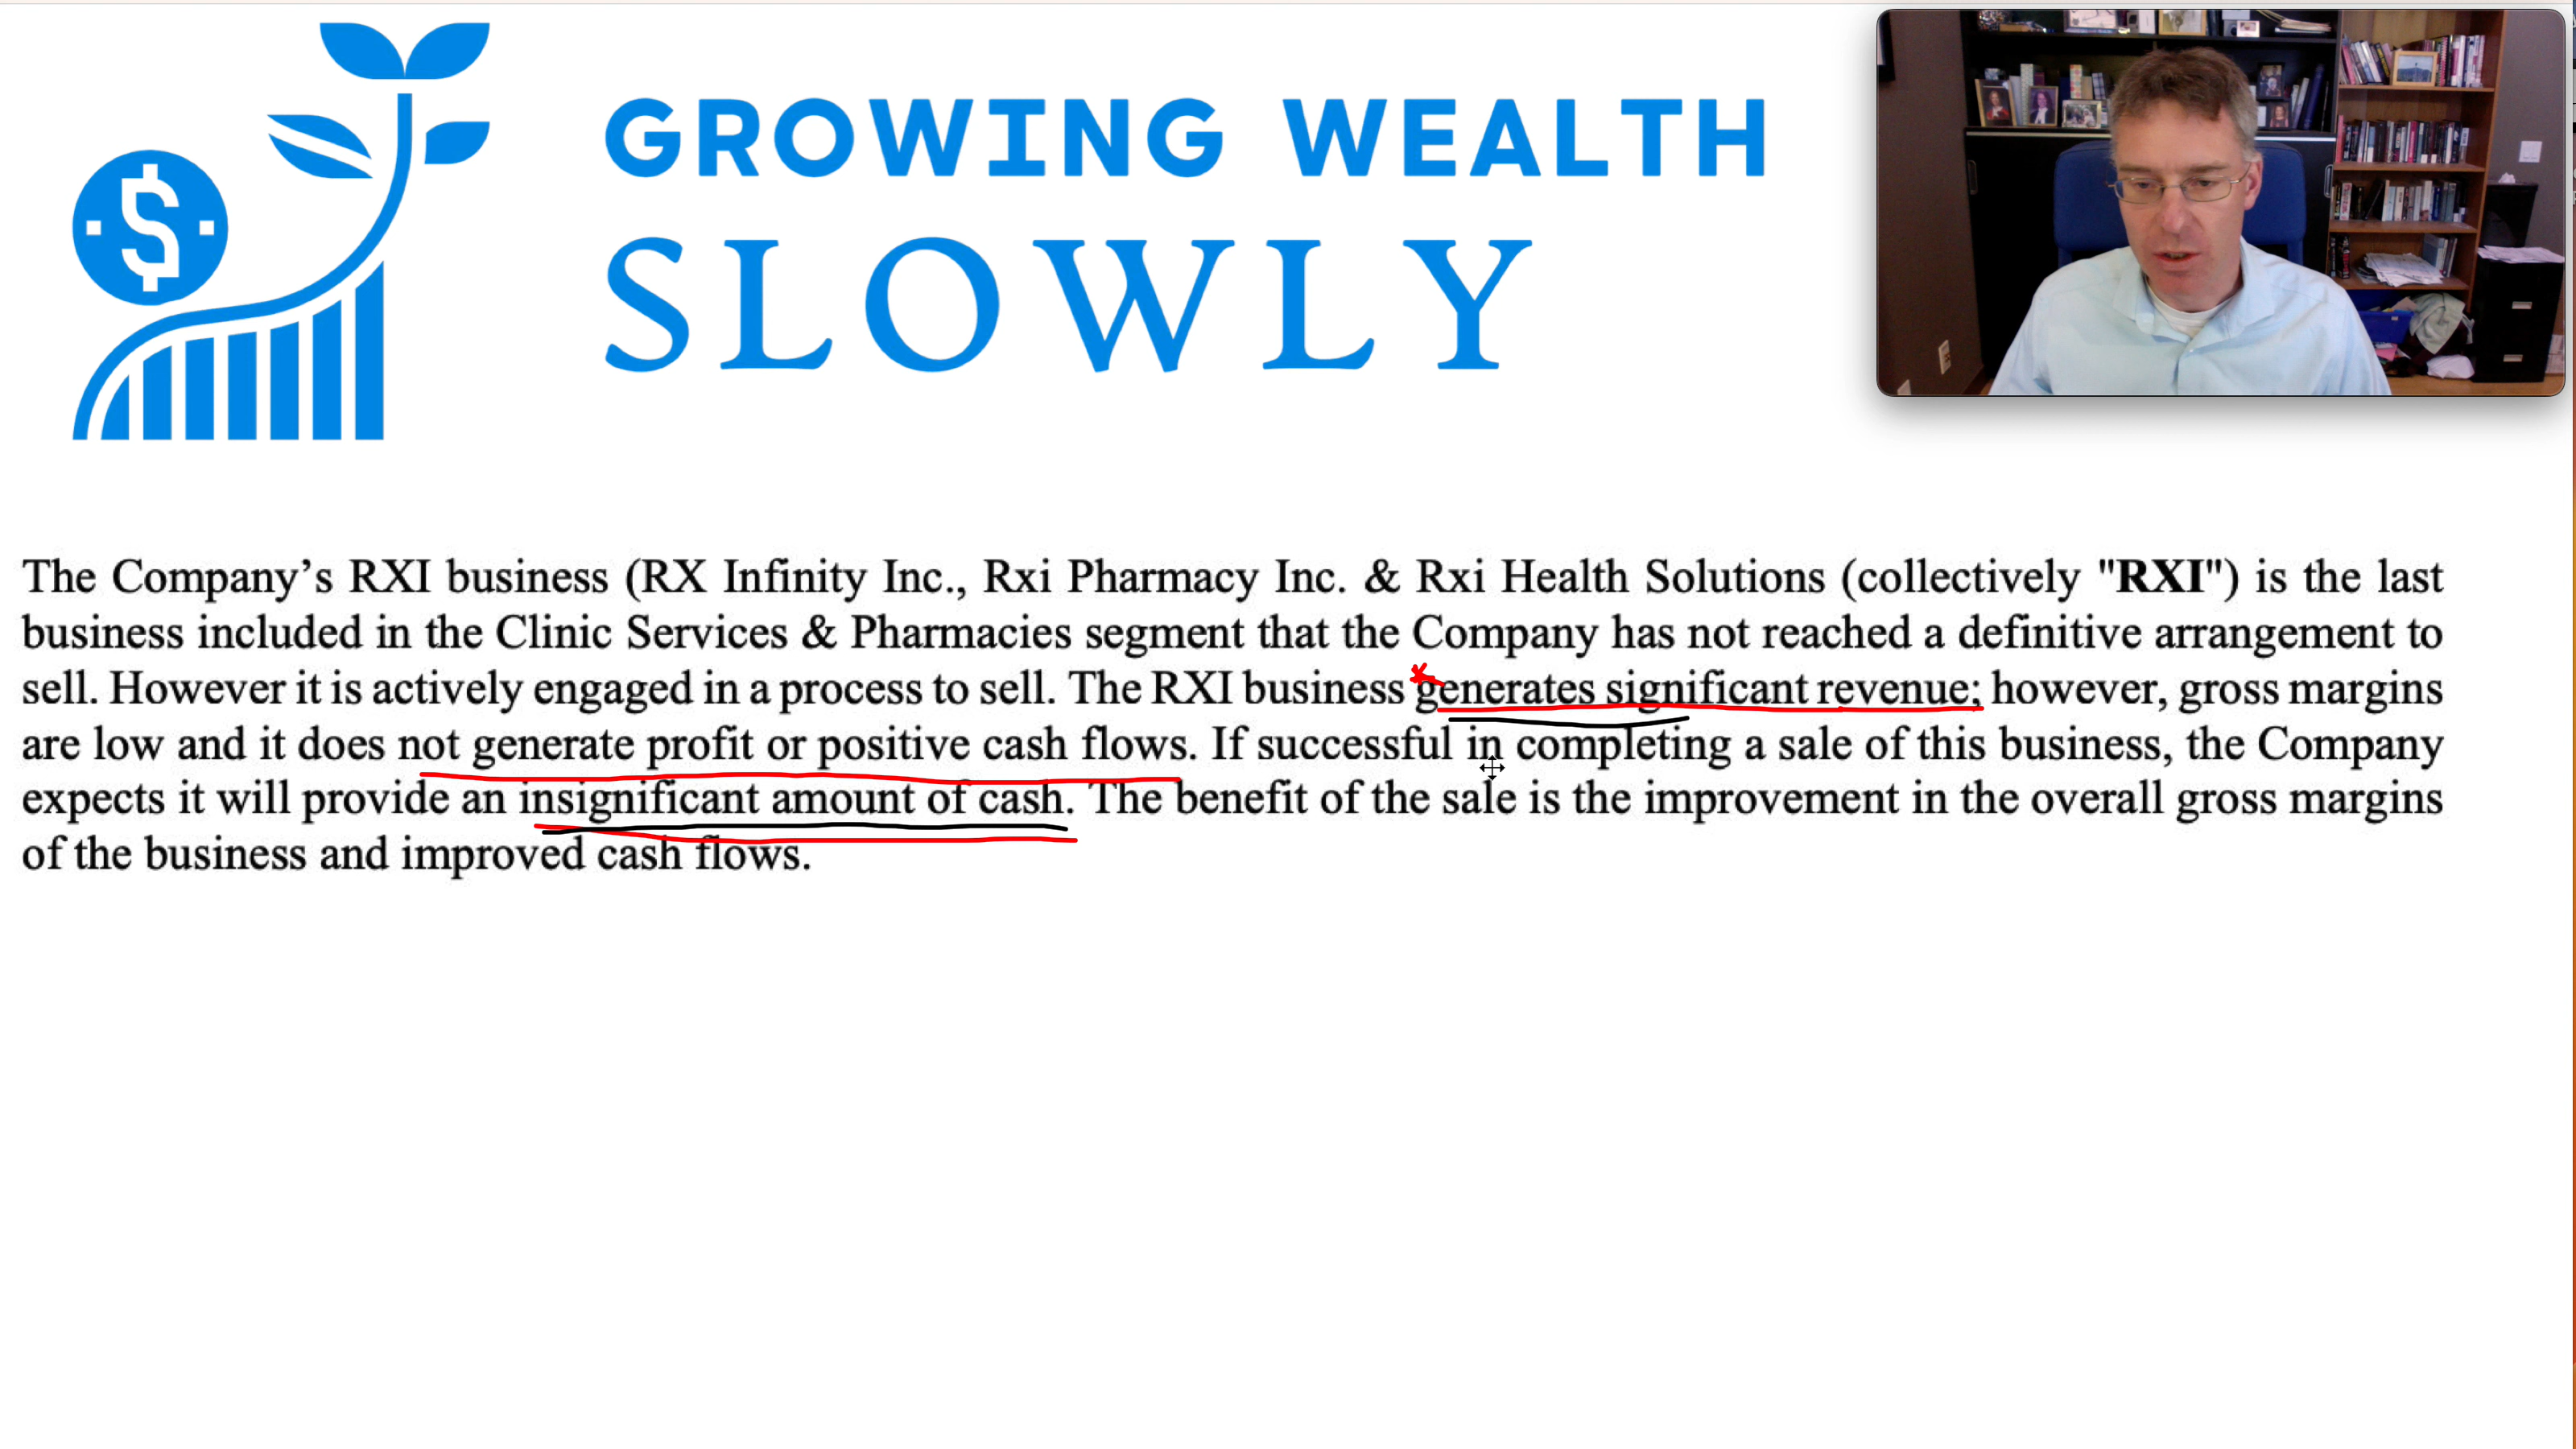 GROWING WEALTH
SLOWLY
The Company’s RXI business (RX Infinity Inc., Rxi Pharmacy Inc. & Rxi Health Solutions (collectively "RXI") is the last
business included in the Clinic Services & Pharmacies segment that the Company has not reached a definitive arrangement to
sell. However it is actively engaged in a process to sell. The RXI business generates significant revenue; however, gross margins
are low and it does not generate profit or positive cash flows. If successful in completing a sale of this business, the Company
expects it will provide an insignificant amount of cash. The benefit of the sale is the improvement in the overall gross margins
of the business and improved cash flows.